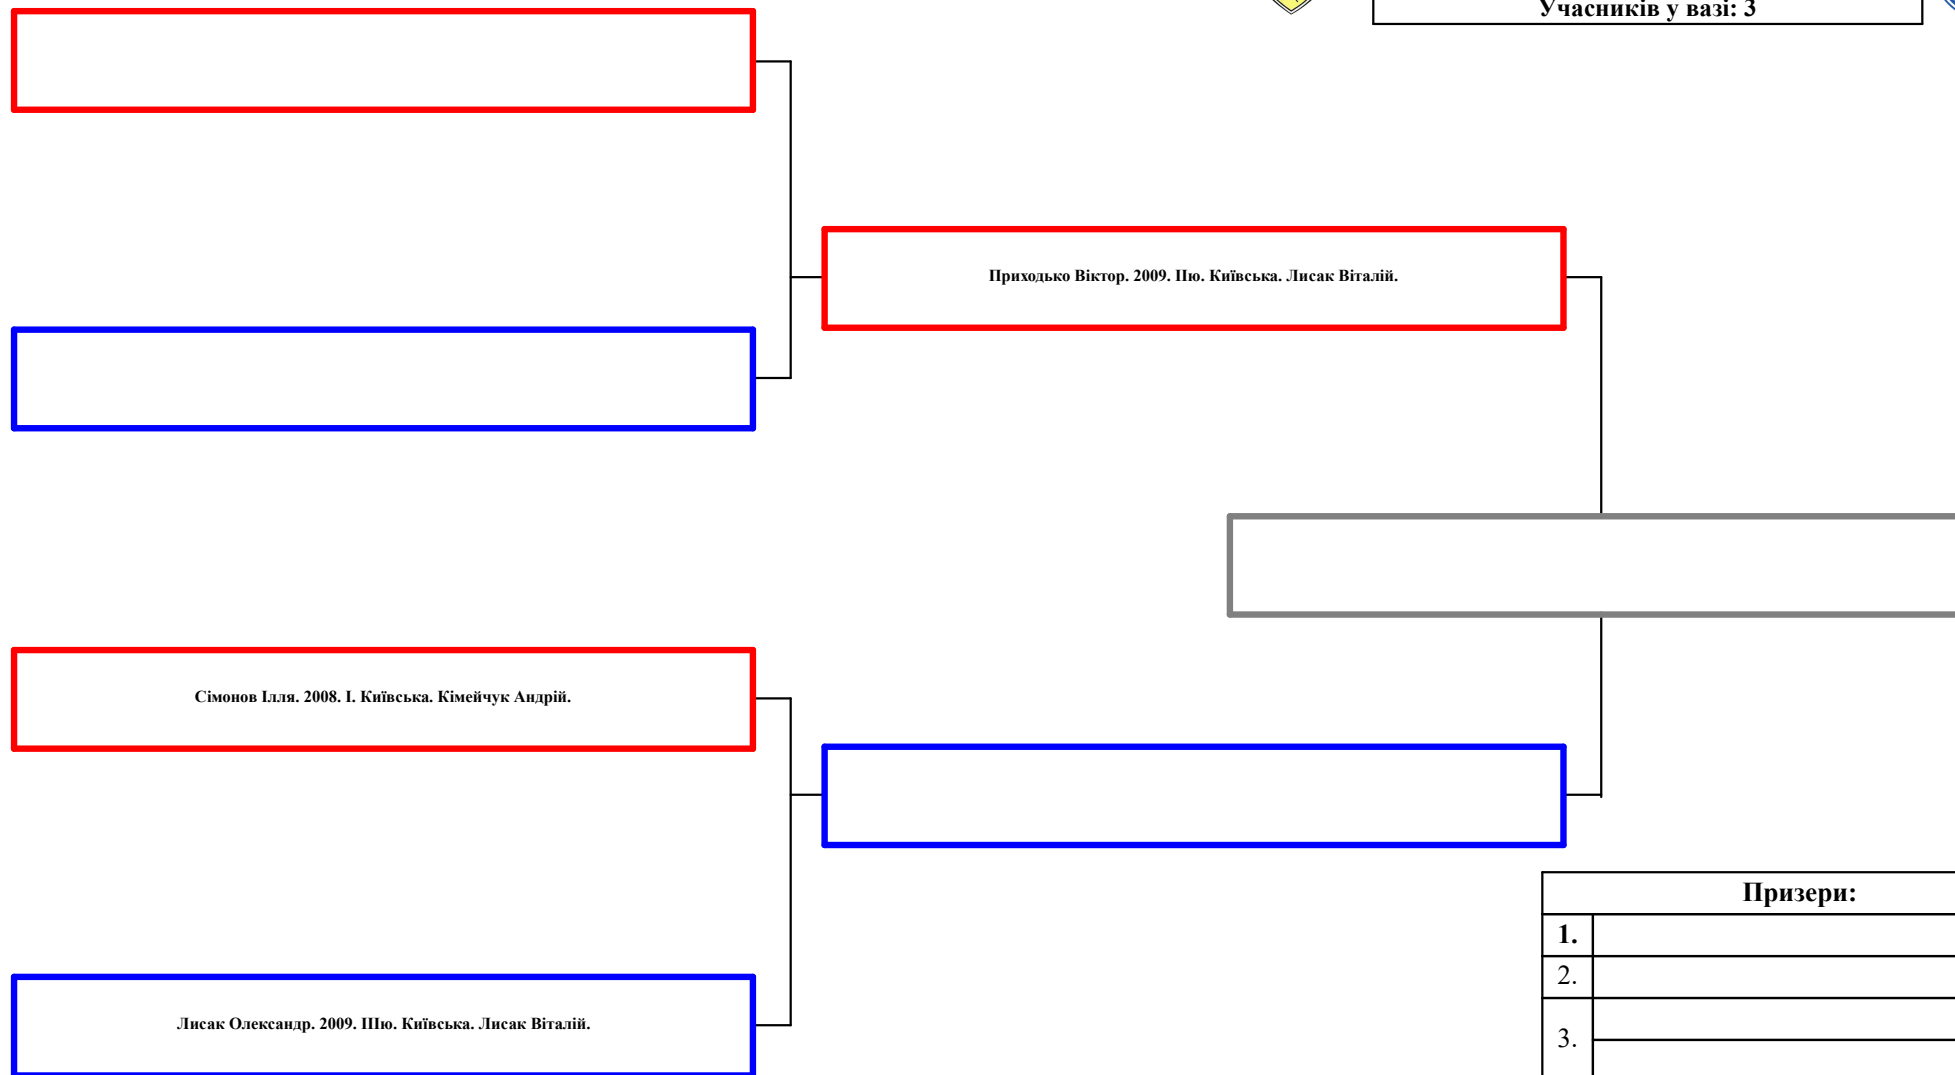 Учасників у вазі: 3
Приходько Віктор. 2009. ІІю. Київська. Лисак Віталій.
Сімонов Ілля. 2008. І. Київська. Кімейчук Андрій.
Лисак Олександр. 2009. ІІІю. Київська. Лисак Віталій.
Призери:
1.
2.
3.